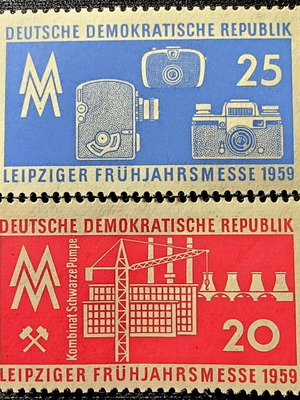 DEUTSCHE DEMOKRATISCHE REPUBLIK
MM
25
LEIPZIGER FRÜHJAHRSMESSE 1959
DEUTSCHE DEMOKRATISCHE REPUBLIK
MM
Kombinat Schwarze Pumpe
20
LEIPZIGER FRÜHJAHRSMESSE 1959